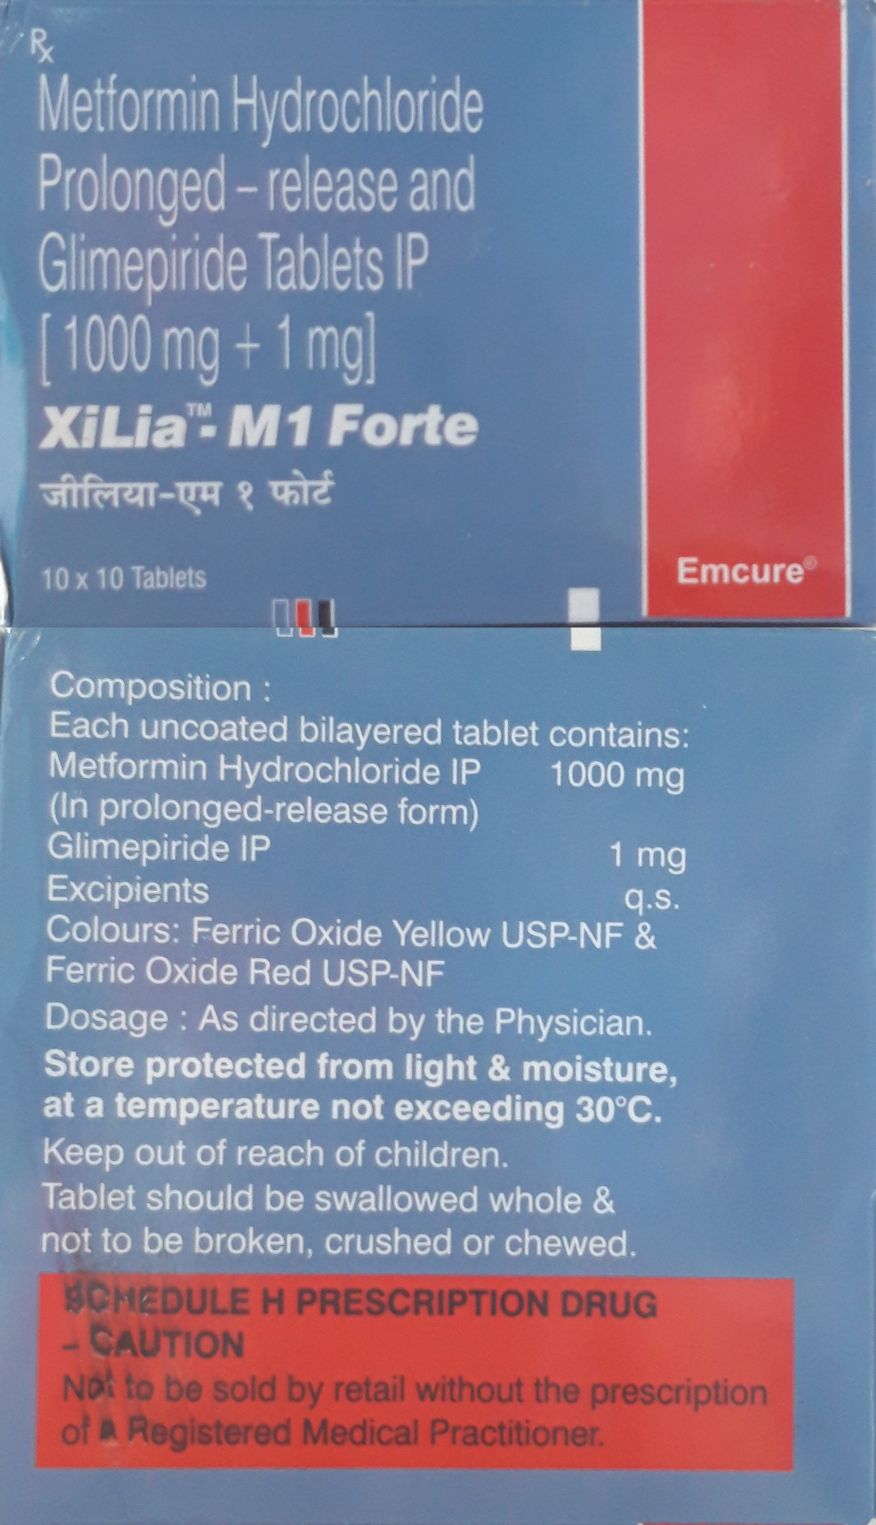 Rx
Metformin Hydrochloride
Prolonged – release and
Glimepiride Tablets IP
[ 1000 mg + 1 mg]
XiLia™- M1 Forte
जीलिया-एम १ फोर्ट
10 x 10 Tablets
Emcure®
Composition :
Each uncoated bilayered tablet contains:
Metformin Hydrochloride IP 1000 mg
(In prolonged-release form)
Glimepiride IP 1 mg
Excipients q.s.
Colours: Ferric Oxide Yellow USP-NF &
Ferric Oxide Red USP-NF
Dosage : As directed by the Physician.
Store protected from light & moisture,
at a temperature not exceeding 30°C.
Keep out of reach of children.
Tablet should be swallowed whole &
not to be broken, crushed or chewed.
SCHEDULE H PRESCRIPTION DRUG
– CAUTION
Not to be sold by retail without the prescription
of a Registered Medical Practitioner.